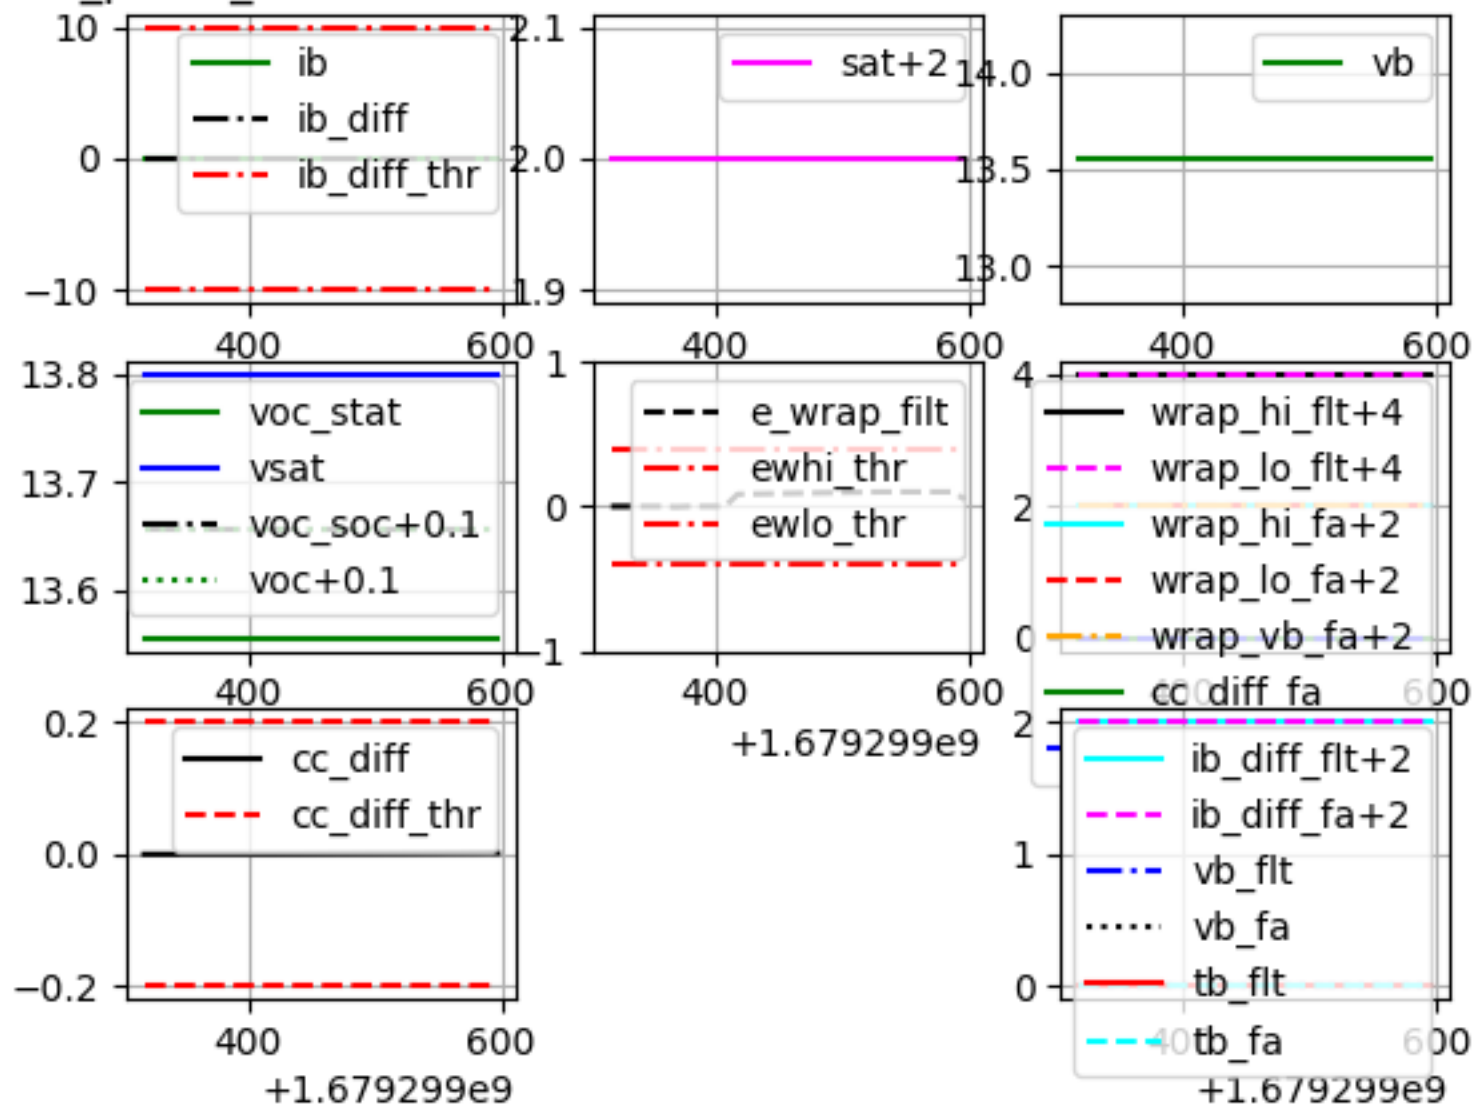 10
0
−10
400
600
ib
ib_diff
ib_diff_thr
2.1
2.0
1.9
400
600
sat+2
14.0
13.5
13.0
400
600
vb
13.8
13.7
13.6
400
600
voc_stat
vsat
voc_soc+0.1
voc+0.1
1
0
−1
400
600
+1.679299e9
e_wrap_filt
ewhi_thr
ewlo_thr
4
2
0
400
600
wrap_hi_flt+4
wrap_lo_flt+4
wrap_hi_fa+2
wrap_lo_fa+2
wrap_vb_fa+2
cc_diff_fa
0.2
0.0
−0.2
400
600
+1.679299e9
cc_diff
cc_diff_thr
2
1
0
400
600
+1.679299e9
ib_diff_flt+2
ib_diff_fa+2
vb_flt
vb_fa
tb_flt
tb_fa